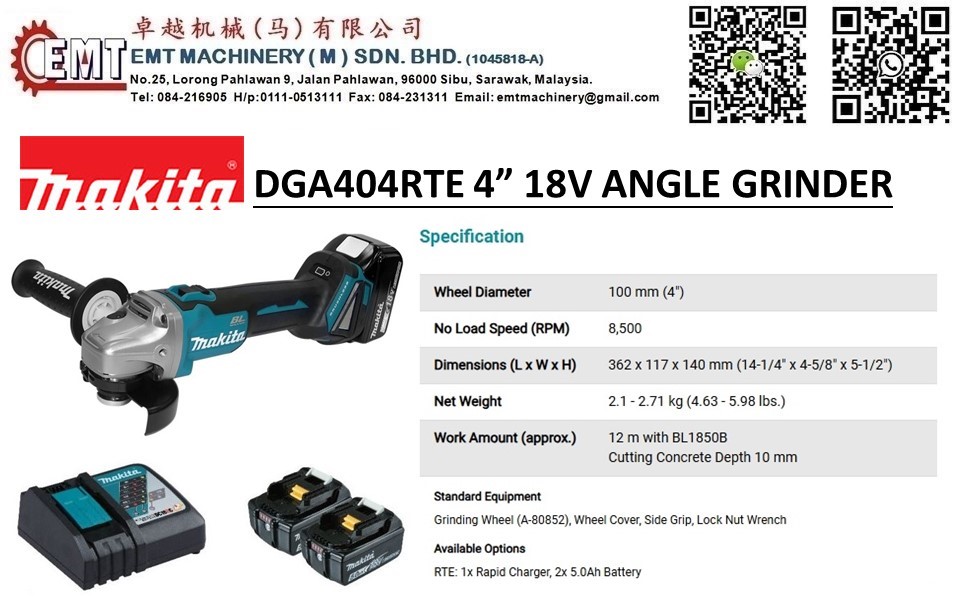 EMT
卓越机械(马)有限公司
EMT MACHINERY ( M ) SDN. BHD. (1045818-A)
No.25, Lorong Pahlawan 9, Jalan Pahlawan, 96000 Sibu, Sarawak, Malaysia.
Tel: 084-216905 H/p:0111-0513111 Fax: 084-231311 Email: emtmachinery@gmail.com
makita®
DGA404RTE 4” 18V ANGLE GRINDER
Specification
Wheel Diameter 100 mm (4")
No Load Speed (RPM) 8,500
Dimensions (L x W x H) 362 x 117 x 140 mm (14-1/4" x 4-5/8" x 5-1/2")
Net Weight 2.1 - 2.71 kg (4.63 - 5.98 lbs.)
Work Amount (approx.) 12 m with BL1850B
Cutting Concrete Depth 10 mm
Standard Equipment
Grinding Wheel (A-80852), Wheel Cover, Side Grip, Lock Nut Wrench
Available Options
RTE: 1x Rapid Charger, 2x 5.0Ah Battery
makita
BL
makita
BRUSHLESS
makita 18V
makita
makita